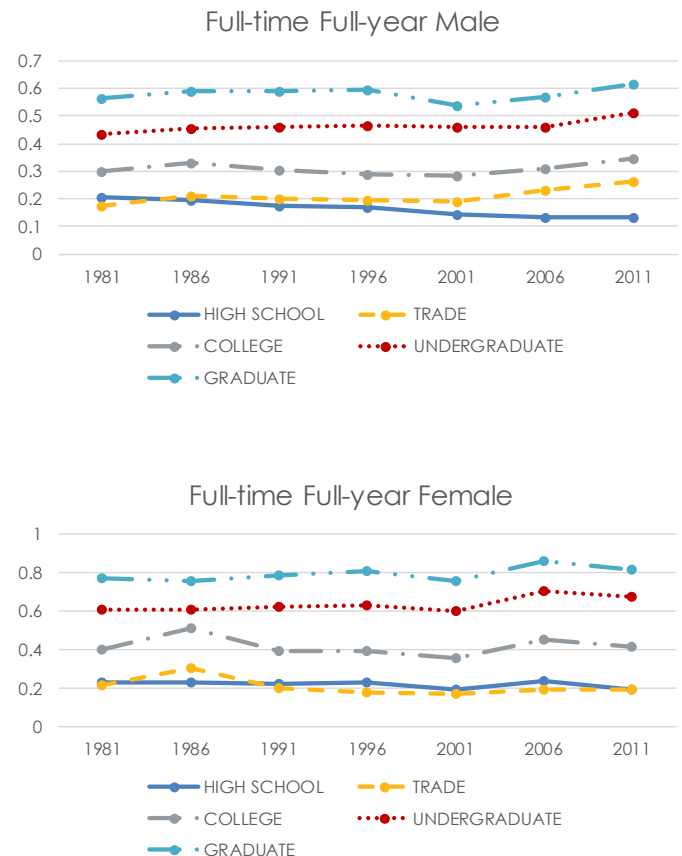 Full-time Full-year Male
0.7
0.6
0.5
0.4
0.3
0.2
0.1
0
1981 1986 1991 1996 2001 2006 2011
HIGH SCHOOL TRADE
COLLEGE UNDERGRADUATE
GRADUATE
Full-time Full-year Female
1
0.8
0.6
0.4
0.2
0
1981 1986 1991 1996 2001 2006 2011
HIGH SCHOOL TRADE
COLLEGE UNDERGRADUATE
GRADUATE